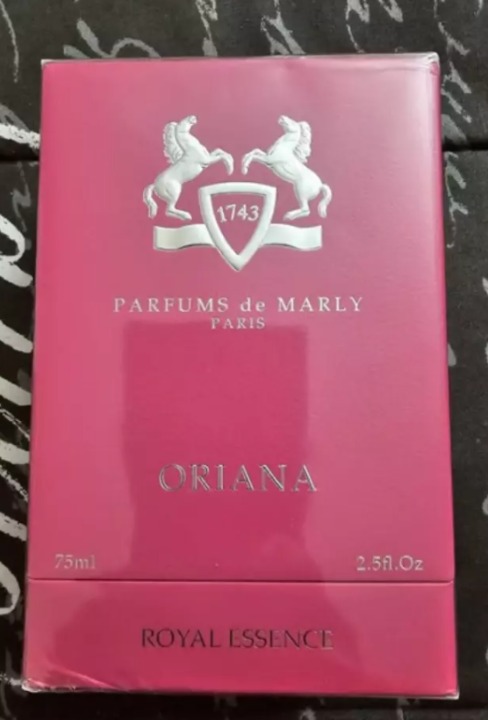 1743
PARFUMS de MARLY
PARIS
ORIANA
75ml 2.5fl.Oz
ROYAL ESSENCE